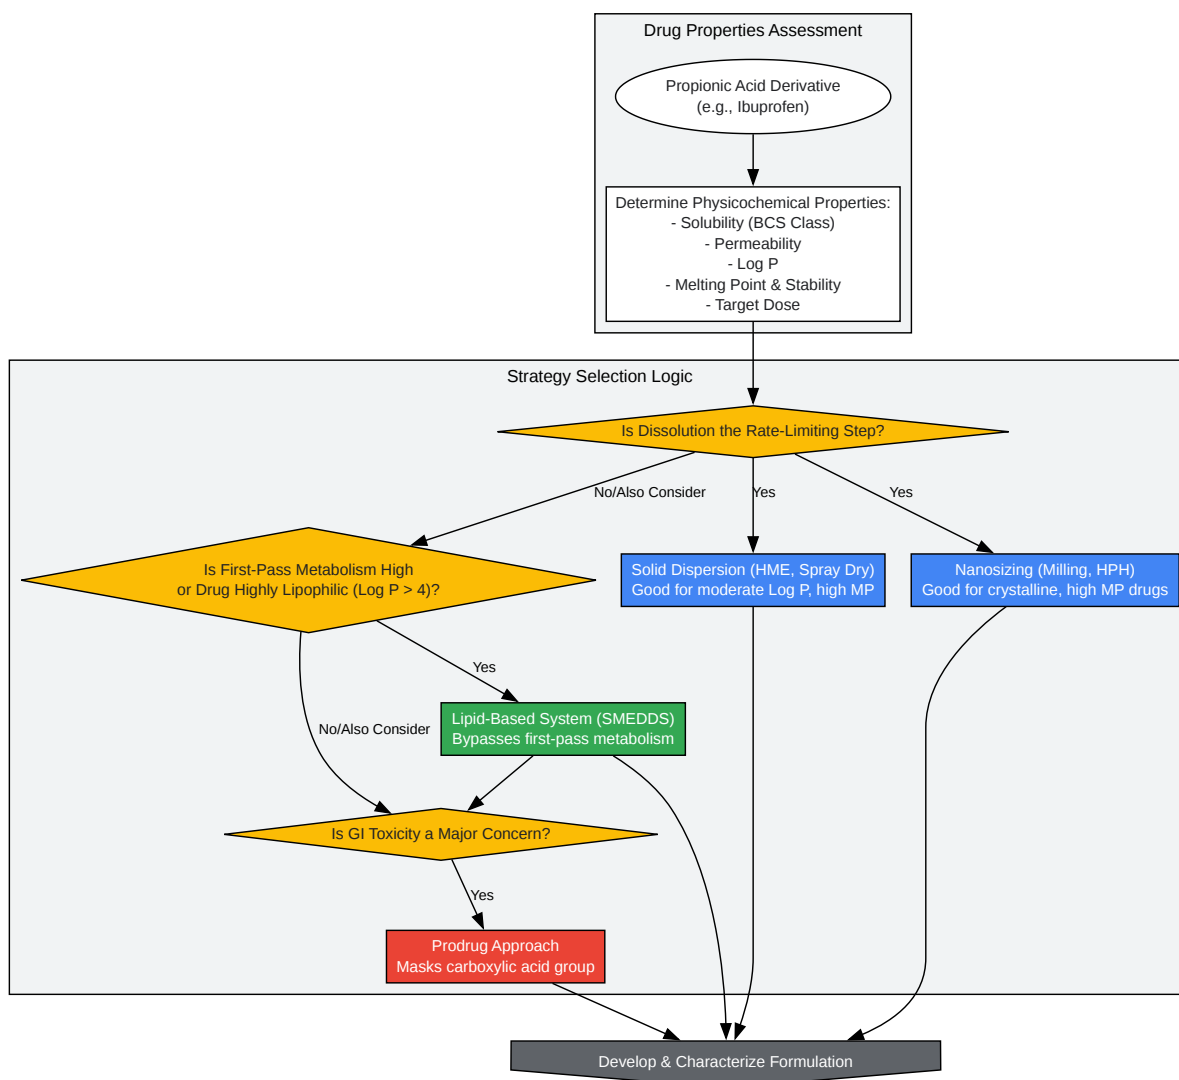 Drug Properties Assessment
Propionic Acid Derivative
(e.g., Ibuprofen)
Determine Physicochemical Properties:
- Solubility (BCS Class)
- Permeability
- Log P
- Melting Point & Stability
- Target Dose
Strategy Selection Logic
Is Dissolution the Rate-Limiting Step?
No/Also Consider
Yes
Yes
Is First-Pass Metabolism High
or Drug Highly Lipophilic (Log P > 4)?
Solid Dispersion (HME, Spray Dry)
Good for moderate Log P, high MP
Nanosizing (Milling, HPH)
Good for crystalline, high MP drugs
Yes
No/Also Consider
Lipid-Based System (SMEDDS)
Bypasses first-pass metabolism
Is GI Toxicity a Major Concern?
Yes
Prodrug Approach
Masks carboxylic acid group
Develop & Characterize Formulation